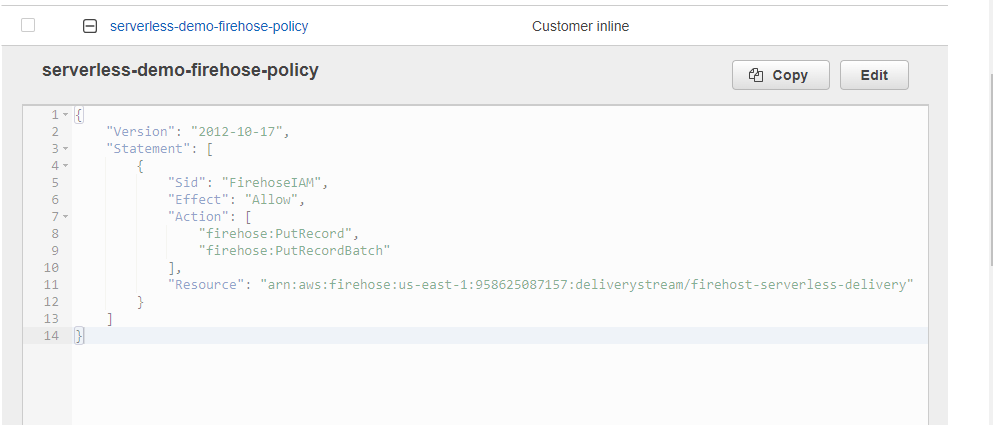 serverless-demo-firehose-policy Customer inline
serverless-demo-firehose-policy Copy Edit
1 {
2 "Version": "2012-10-17",
3 "Statement": [
4 {
5 "Sid": "FirehoseIAM",
6 "Effect": "Allow",
7 "Action": [
8 "firehose:PutRecord",
9 "firehose:PutRecordBatch"
10 ],
11 "Resource": "arn:aws:firehose:us-east-1:958625087157:deliverystream/firehost-serverless-delivery"
12 }
13 ]
14 }